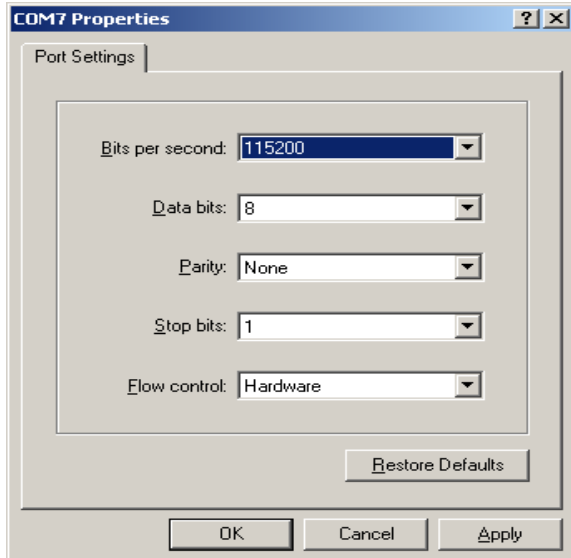 COM7 Properties
Port Settings
Bits per second: 115200
Data bits: 8
Parity: None
Stop bits: 1
Flow control: Hardware
Restore Defaults
OK Cancel Apply